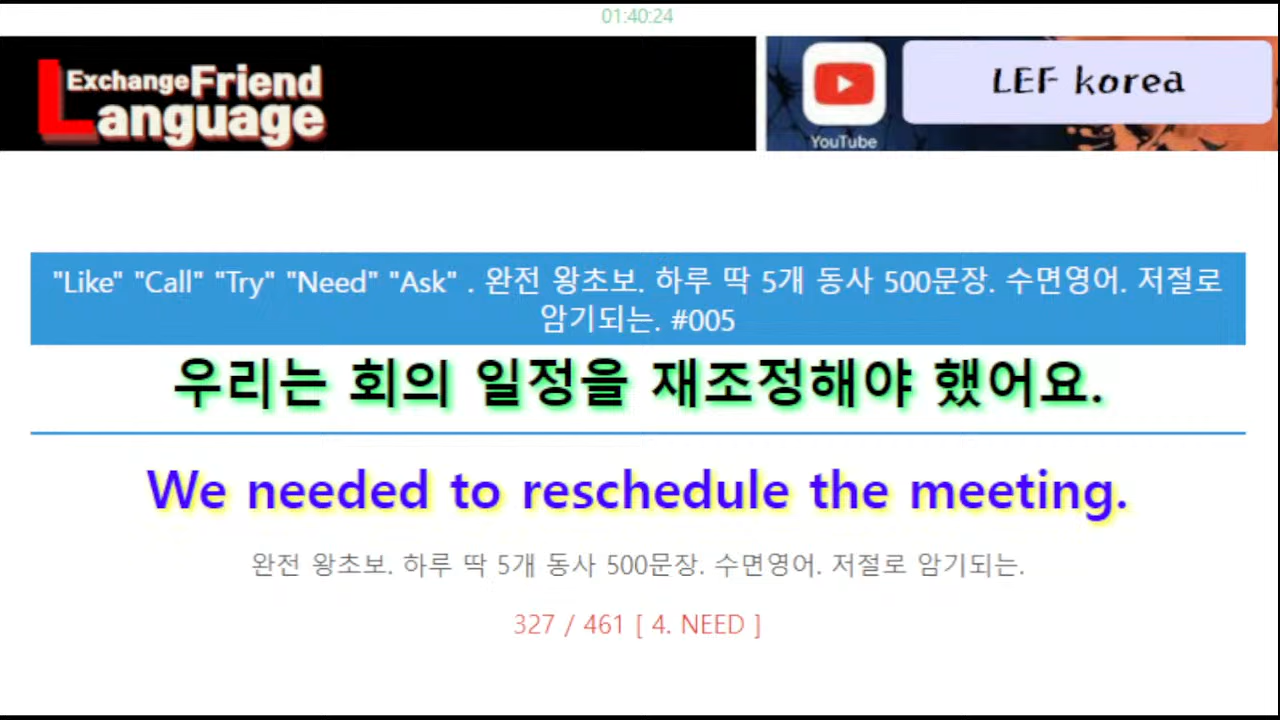 01:40:24
ExchangeFriend
Language
YouTube
LEF korea
"Like" "Call" "Try" "Need" "Ask" . 완전 왕초보. 하루 딱 5개 동사 500문장. 수면영어. 저절로
암기되는. #005
우리는 회의 일정을 재조정해야 했어요.
We needed to reschedule the meeting.
완전 왕초보. 하루 딱 5개 동사 500문장. 수면영어. 저절로 암기되는.
327 / 461 [ 4. NEED ]